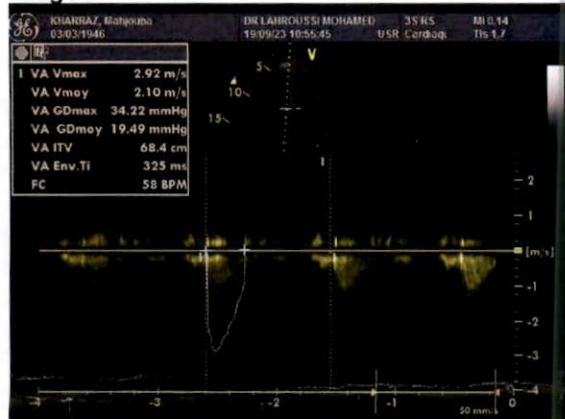 KHARRAZ, Mahjouba
03/03/1946
DR LAHROUSSI MOHAMED
19/09/23 10:55:45
3S RS
USR Cardiaq.
MI 0.14
TIs 1.7
1 VA Vmax 2.92 m/s
VA Vmoy 2.10 m/s
VA GDmax 34.22 mmHg
VA GDmoy 19.49 mmHg
VA ITV 68.4 cm
VA Env.Ti 325 ms
FC 58 BPM
V
5
10
15
1
2
1
[m/s]
-1
-2
-3
-4
-3
-2
-1
0
50 mm/s